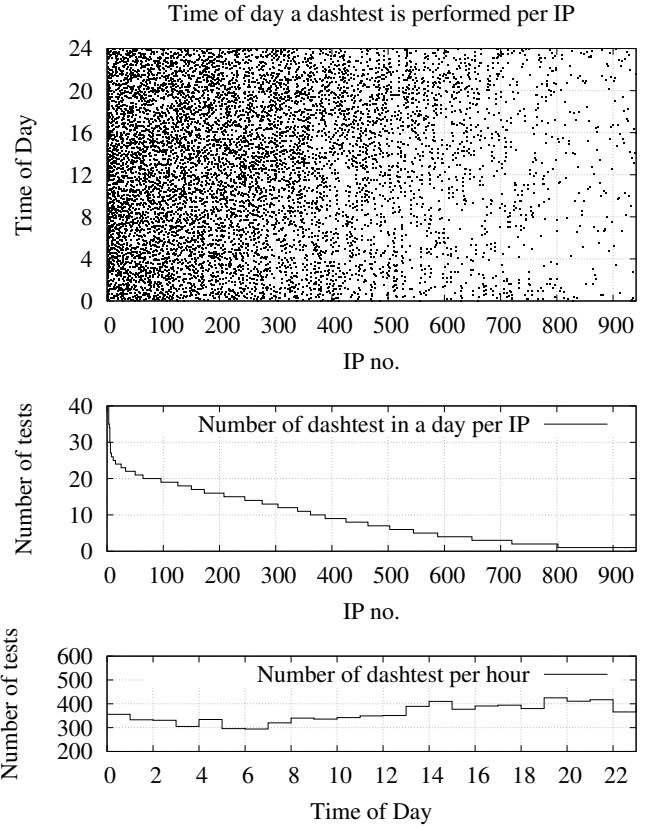 Time of day a dashtest is performed per IP
24
20
16
12
8
4
0
Time of Day
0 100 200 300 400 500 600 700 800 900
IP no.
40
30
20
10
0
Number of tests
Number of dashtest in a day per IP
0 100 200 300 400 500 600 700 800 900
IP no.
600
500
400
300
200
Number of tests
Number of dashtest per hour
0 2 4 6 8 10 12 14 16 18 20 22
Time of Day